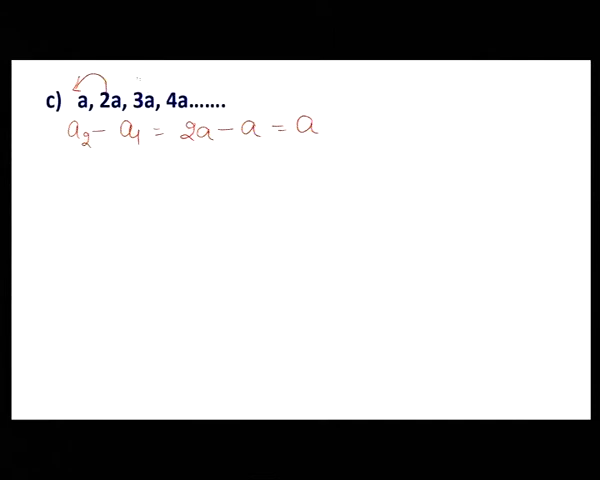 c) a, 2a, 3a, 4a.......
a₂ - a₁ = 2a - a = a